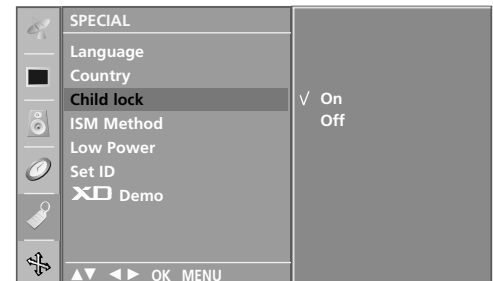 SPECIAL
Language
Country
Child lock
ISM Method
Low Power
Set ID
XD Demo
√ On
Off
▲▼ ◄► OK MENU